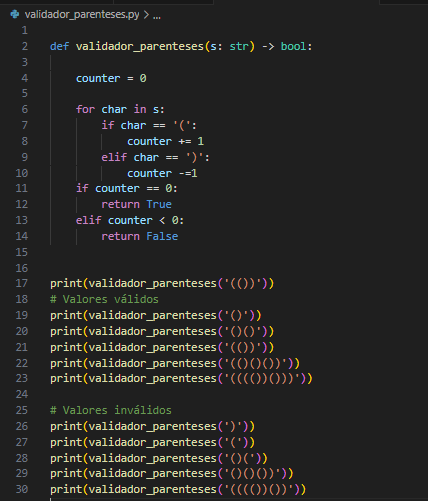 validador_parenteses.py > ...
1
2 def validador_parenteses(s: str) -> bool:
3
4     counter = 0
5
6     for char in s:
7         if char == '(':
8             counter += 1
9         elif char == ')':
10             counter -=1
11     if counter == 0:
12         return True
13     elif counter < 0:
14         return False
15
16
17 print(validador_parenteses('(())'))
18 # Valores válidos
19 print(validador_parenteses('()'))
20 print(validador_parenteses('()()'))
21 print(validador_parenteses('(())'))
22 print(validador_parenteses('(()()())'))
23 print(validador_parenteses('(((())()))'))
24
25 # Valores inválidos
26 print(validador_parenteses(')'))
27 print(validador_parenteses('('))
28 print(validador_parenteses('()('))
29 print(validador_parenteses('()()())'))
30 print(validador_parenteses('(((())())'))